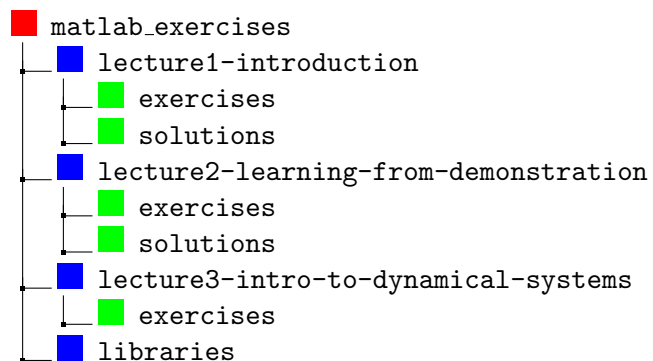 matlab_exercises
lecture1-introduction
exercises
solutions
lecture2-learning-from-demonstration
exercises
solutions
lecture3-intro-to-dynamical-systems
exercises
libraries